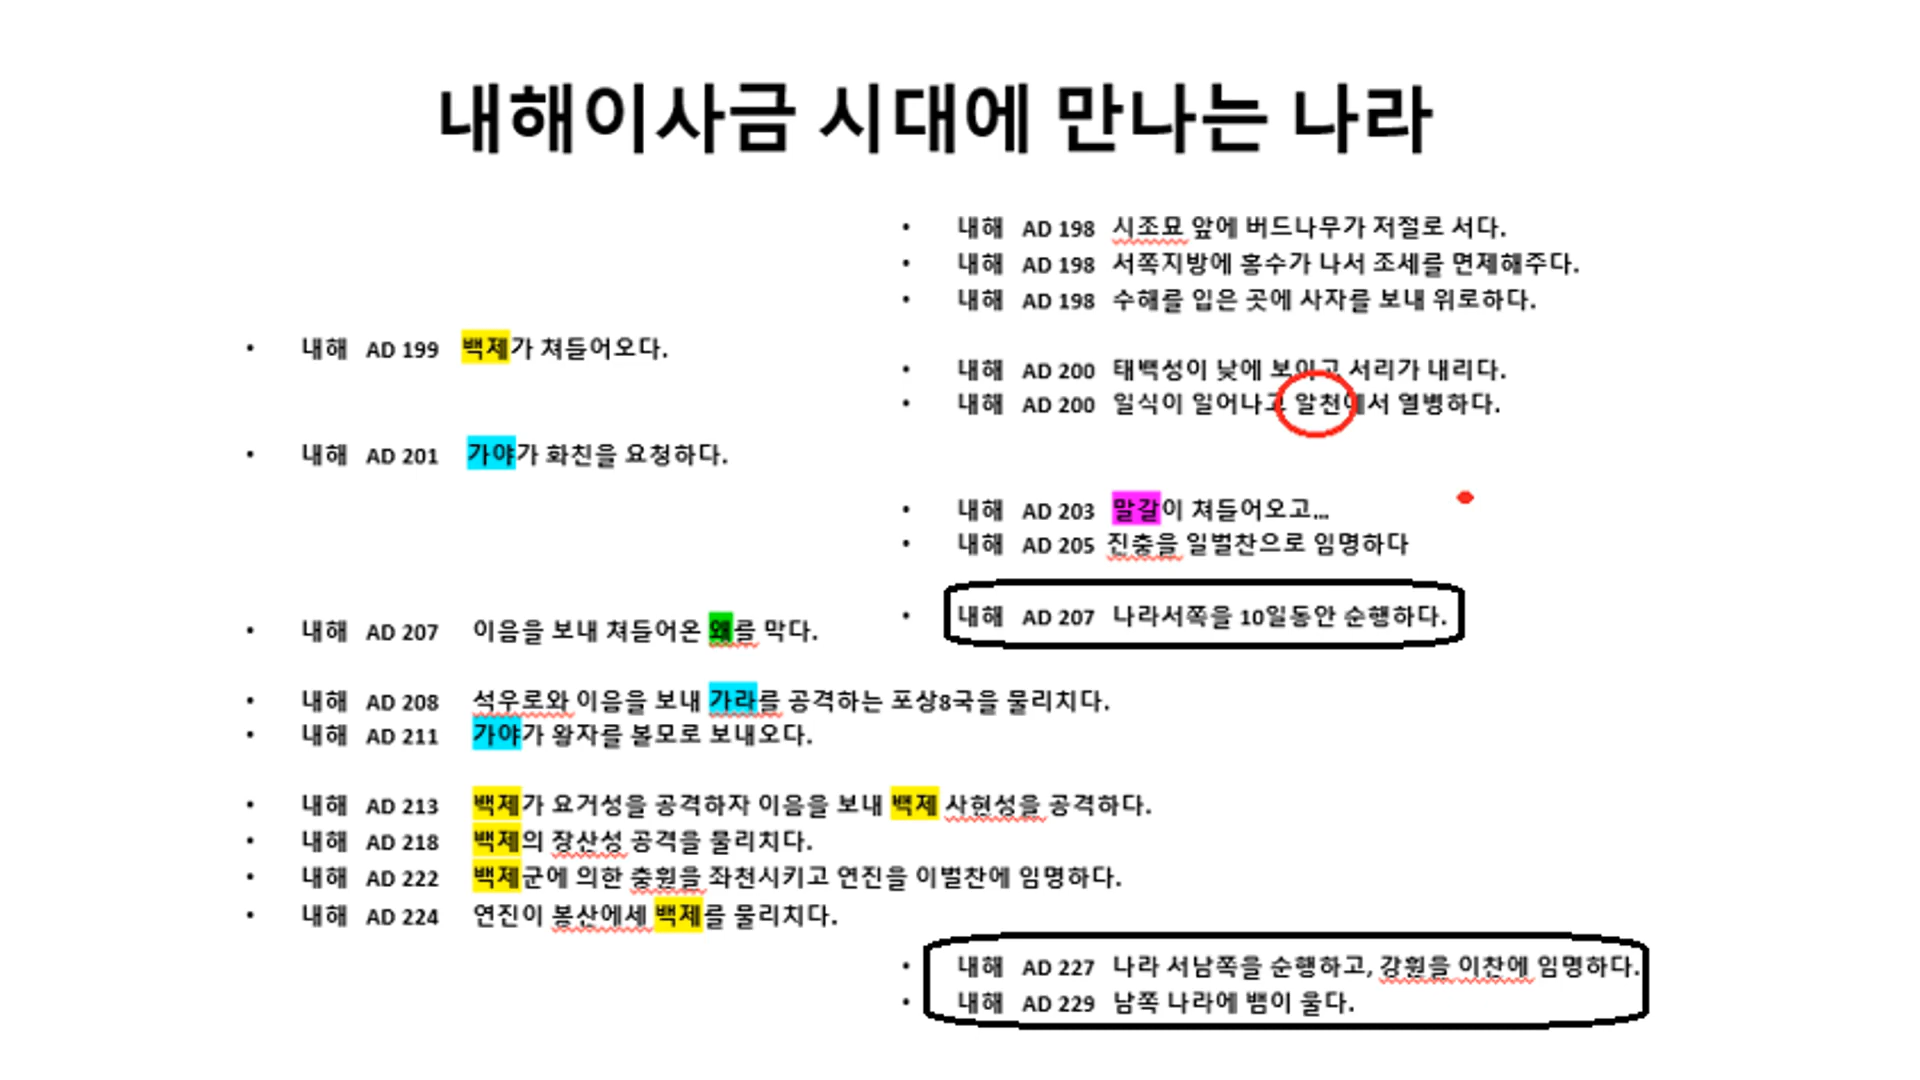 내해이사금 시대에 만나는 나라
• 내해 AD 198 시조묘 앞에 버드나무가 저절로 서다.
• 내해 AD 198 서쪽지방에 홍수가 나서 조세를 면제해주다.
• 내해 AD 198 수해를 입은 곳에 사자를 보내 위로하다.
• 내해 AD 199 백제가 쳐들어오다.
• 내해 AD 200 태백성이 낮에 보이고 서리가 내리다.
• 내해 AD 200 일식이 일어나고 알천에서 열병하다.
• 내해 AD 201 가야가 화친을 요청하다.
• 내해 AD 203 말갈이 쳐들어오고...
• 내해 AD 205 진충을 일벌찬으로 임명하다
• 내해 AD 207 나라서쪽을 10일동안 순행하다.
• 내해 AD 207 이음을 보내 쳐들어온 왜를 막다.
• 내해 AD 208 석우로와 이음을 보내 가라를 공격하는 포상8국을 물리치다.
• 내해 AD 211 가야가 왕자를 볼모로 보내오다.
• 내해 AD 213 백제가 요거성을 공격하자 이음을 보내 백제 사현성을 공격하다.
• 내해 AD 218 백제의 장산성 공격을 물리치다.
• 내해 AD 222 백제군에 의한 충훤을 좌천시키고 연진을 이벌찬에 임명하다.
• 내해 AD 224 연진이 봉산에세 백제를 물리치다.
• 내해 AD 227 나라 서남쪽을 순행하고, 강훤을 이찬에 임명하다.
• 내해 AD 229 남쪽 나라에 뱀이 울다.